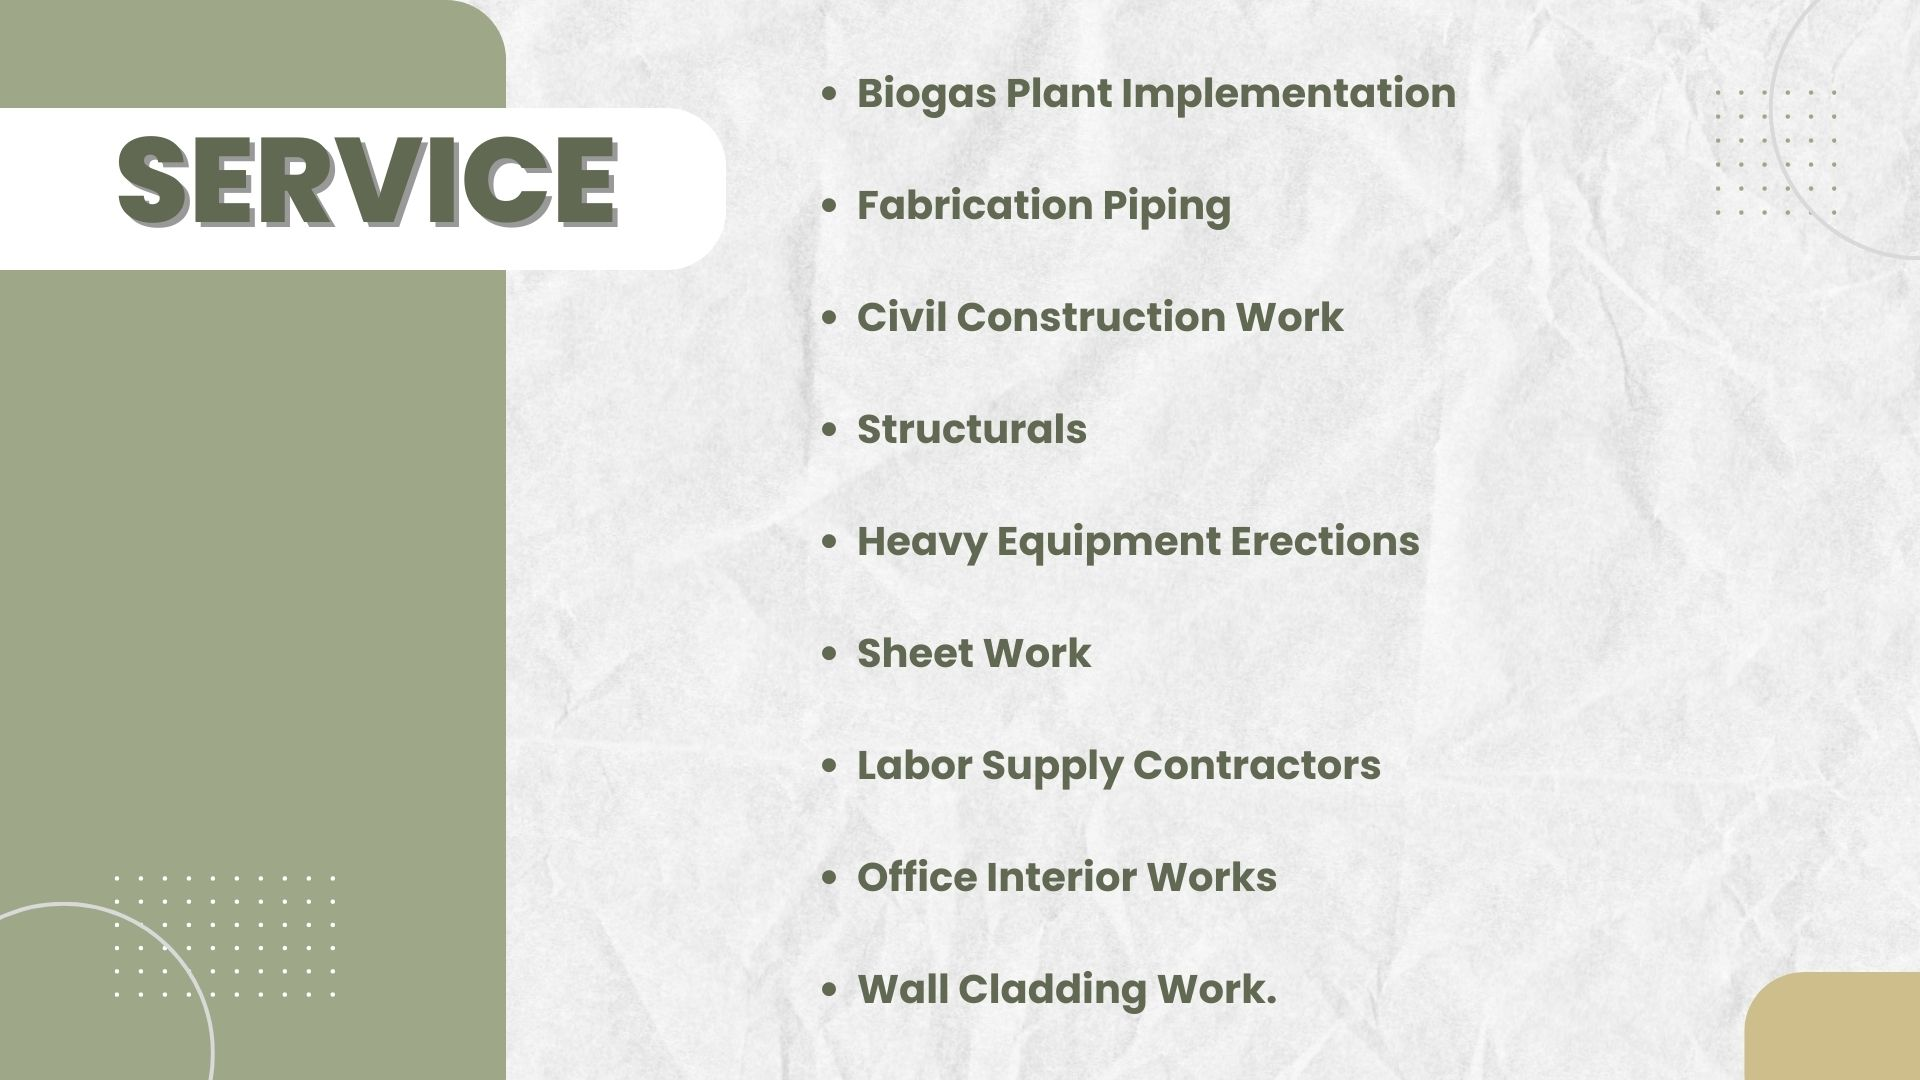 SERVICE
• Biogas Plant Implementation
• Fabrication Piping
• Civil Construction Work
• Structurals
• Heavy Equipment Erections
• Sheet Work
• Labor Supply Contractors
• Office Interior Works
• Wall Cladding Work.